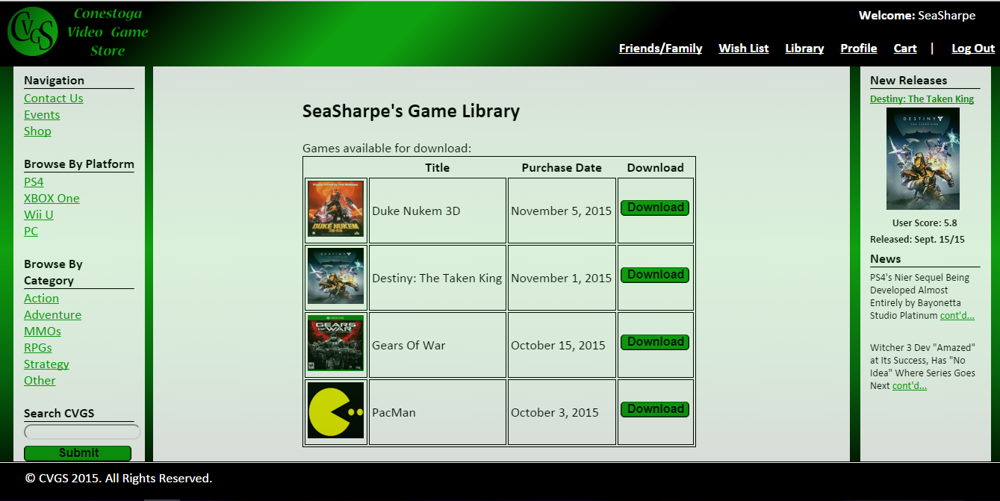 CVGS
Conestoga
Video Game
Store
Welcome: SeaSharpe
Friends/Family Wish List Library Profile Cart | Log Out
Navigation
Contact Us
Events
Shop
Browse By Platform
PS4
XBOX One
Wii U
PC
Browse By
Category
Action
Adventure
MMOs
RPGs
Strategy
Other
Search CVGS
Submit
SeaSharpe's Game Library
Games available for download:
Title Purchase Date Download
DUKE NUKEM
3D
Duke Nukem 3D November 5, 2015 Download
DESTINY
Destiny: The Taken King November 1, 2015 Download
GEARS
OF WAR
Gears Of War October 15, 2015 Download
PacMan October 3, 2015 Download
New Releases
Destiny: The Taken King
DESTINY
THE TAKEN KING
User Score: 5.8
Released: Sept. 15/15
News
PS4's Nier Sequel Being
Developed Almost
Entirely by Bayonetta
Studio Platinum cont'd...
Witcher 3 Dev "Amazed"
at Its Success, Has "No
Idea" Where Series Goes
Next cont'd...
© CVGS 2015. All Rights Reserved.